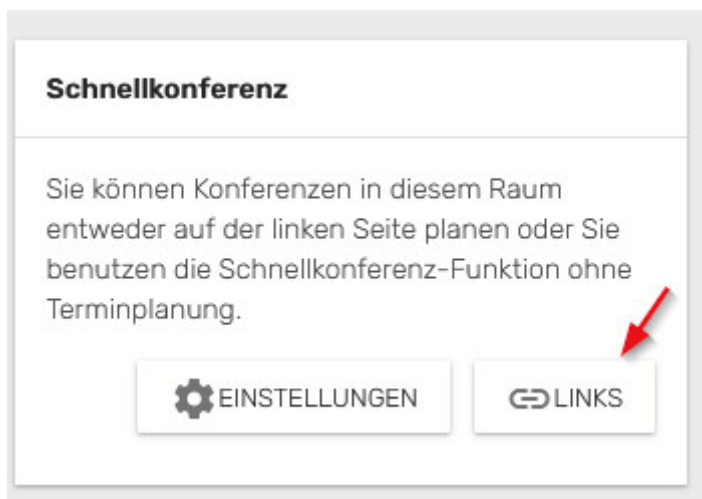 Schnellkonferenz
Sie können Konferenzen in diesem Raum
entweder auf der linken Seite planen oder Sie
benutzen die Schnellkonferenz-Funktion ohne
Terminplanung.
EINSTELLUNGEN LINKS